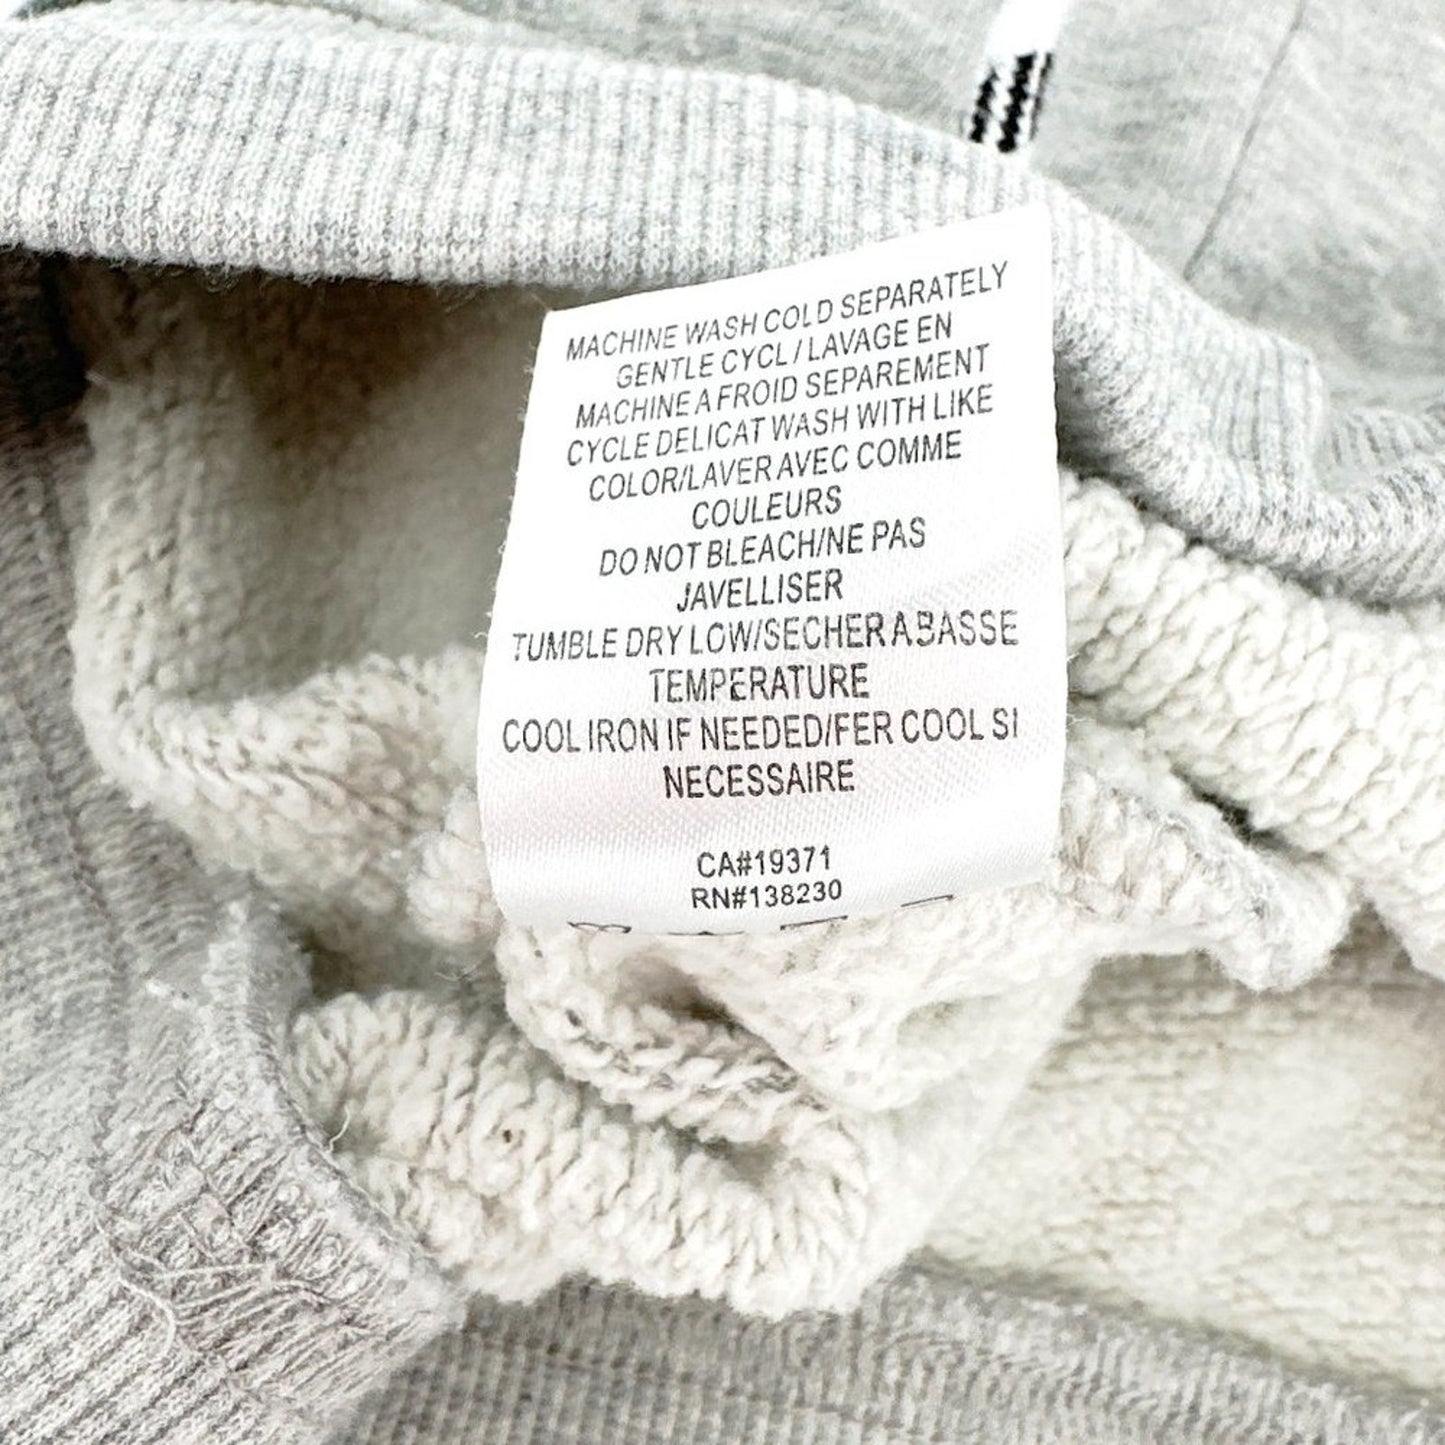 MACHINE WASH COLD SEPARATELY
GENTLE CYCL / LAVAGE EN
MACHINE A FROID SEPAREMENT
CYCLE DELICAT WASH WITH LIKE
COLOR/LAVER AVEC COMME
COULEURS
DO NOT BLEACH/NE PAS
JAVELLISER
TUMBLE DRY LOW/SECHER A BASSE
TEMPERATURE
COOL IRON IF NEEDED/FER COOL SI
NECESSAIRE
CA#19371
RN#138230